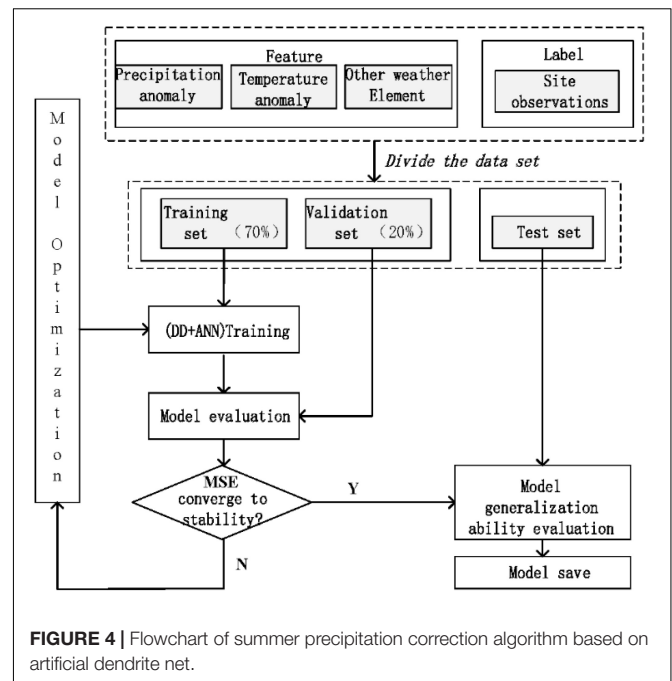 Feature
Label
Precipitation
anomaly
Temperature
anomaly
Other weather
Element
Site
observations
Divide the data set
Training
set （70%）
Validation
set （20%）
Test set
Model Optimization
(DD+ANN)Training
Model evaluation
MSE
converge to
stability?
Y
N
Model
generalization
ability evaluation
Model save
FIGURE 4 | Flowchart of summer precipitation correction algorithm based on
artificial dendrite net.